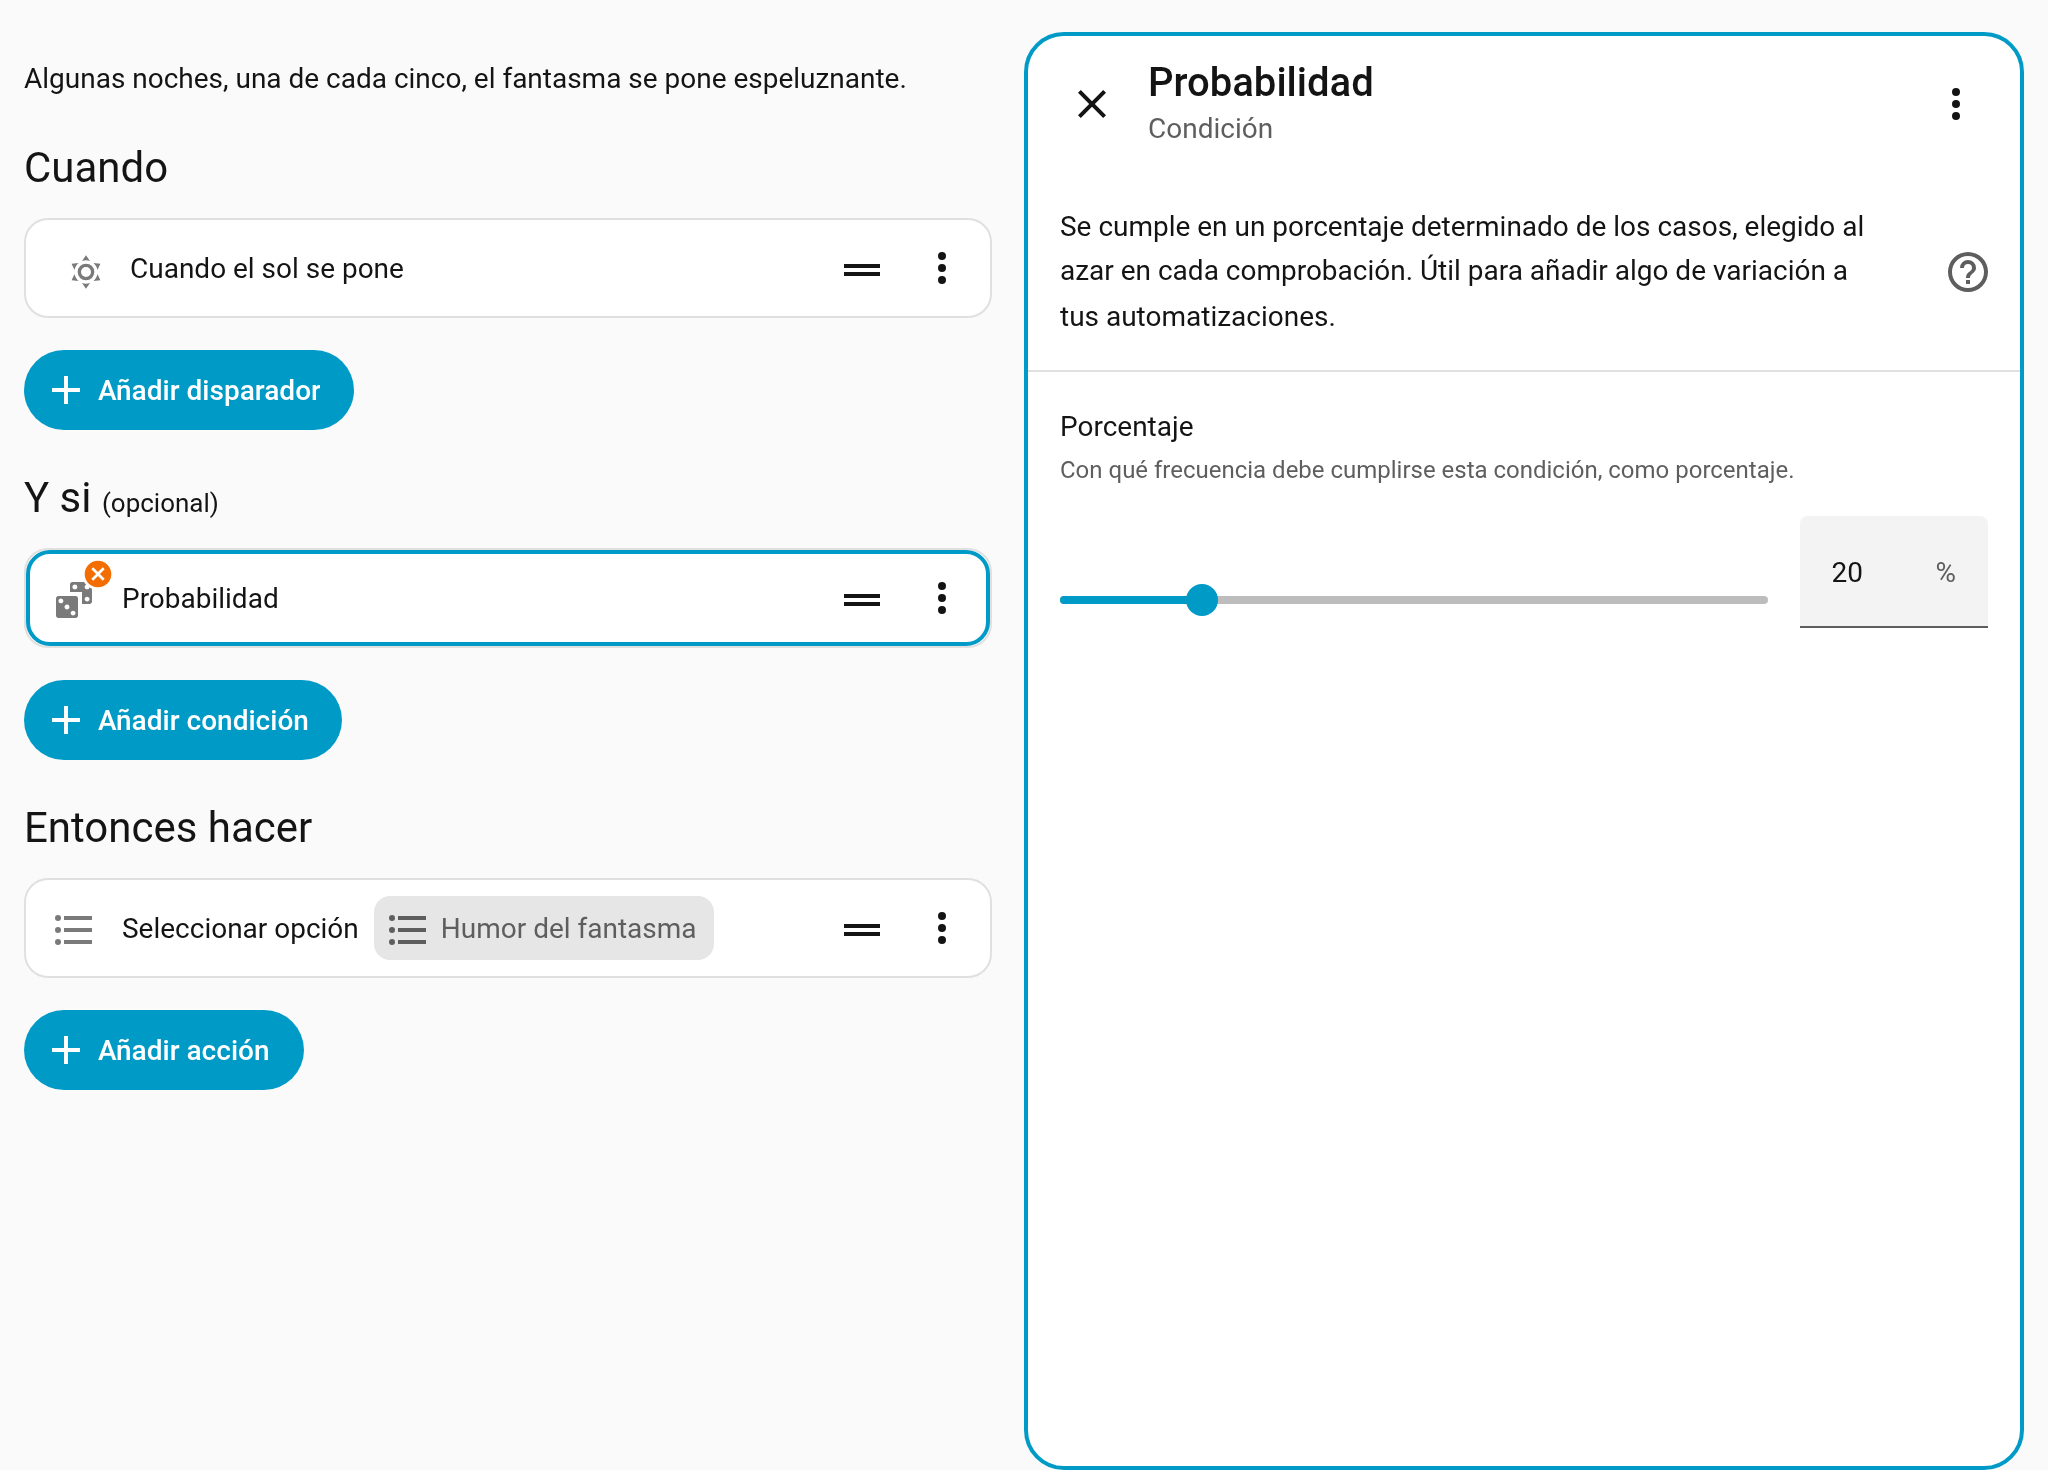 Algunas noches, una de cada cinco, el fantasma se pone espeluznante.
Cuando
Cuando el sol se pone
Añadir disparador
Y si (opcional)
Probabilidad
Añadir condición
Entonces hacer
Seleccionar opción Humor del fantasma
Añadir acción
Probabilidad
Condición
Se cumple en un porcentaje determinado de los casos, elegido al
azar en cada comprobación. Útil para añadir algo de variación a
tus automatizaciones.
Porcentaje
Con qué frecuencia debe cumplirse esta condición, como porcentaje.
20 %